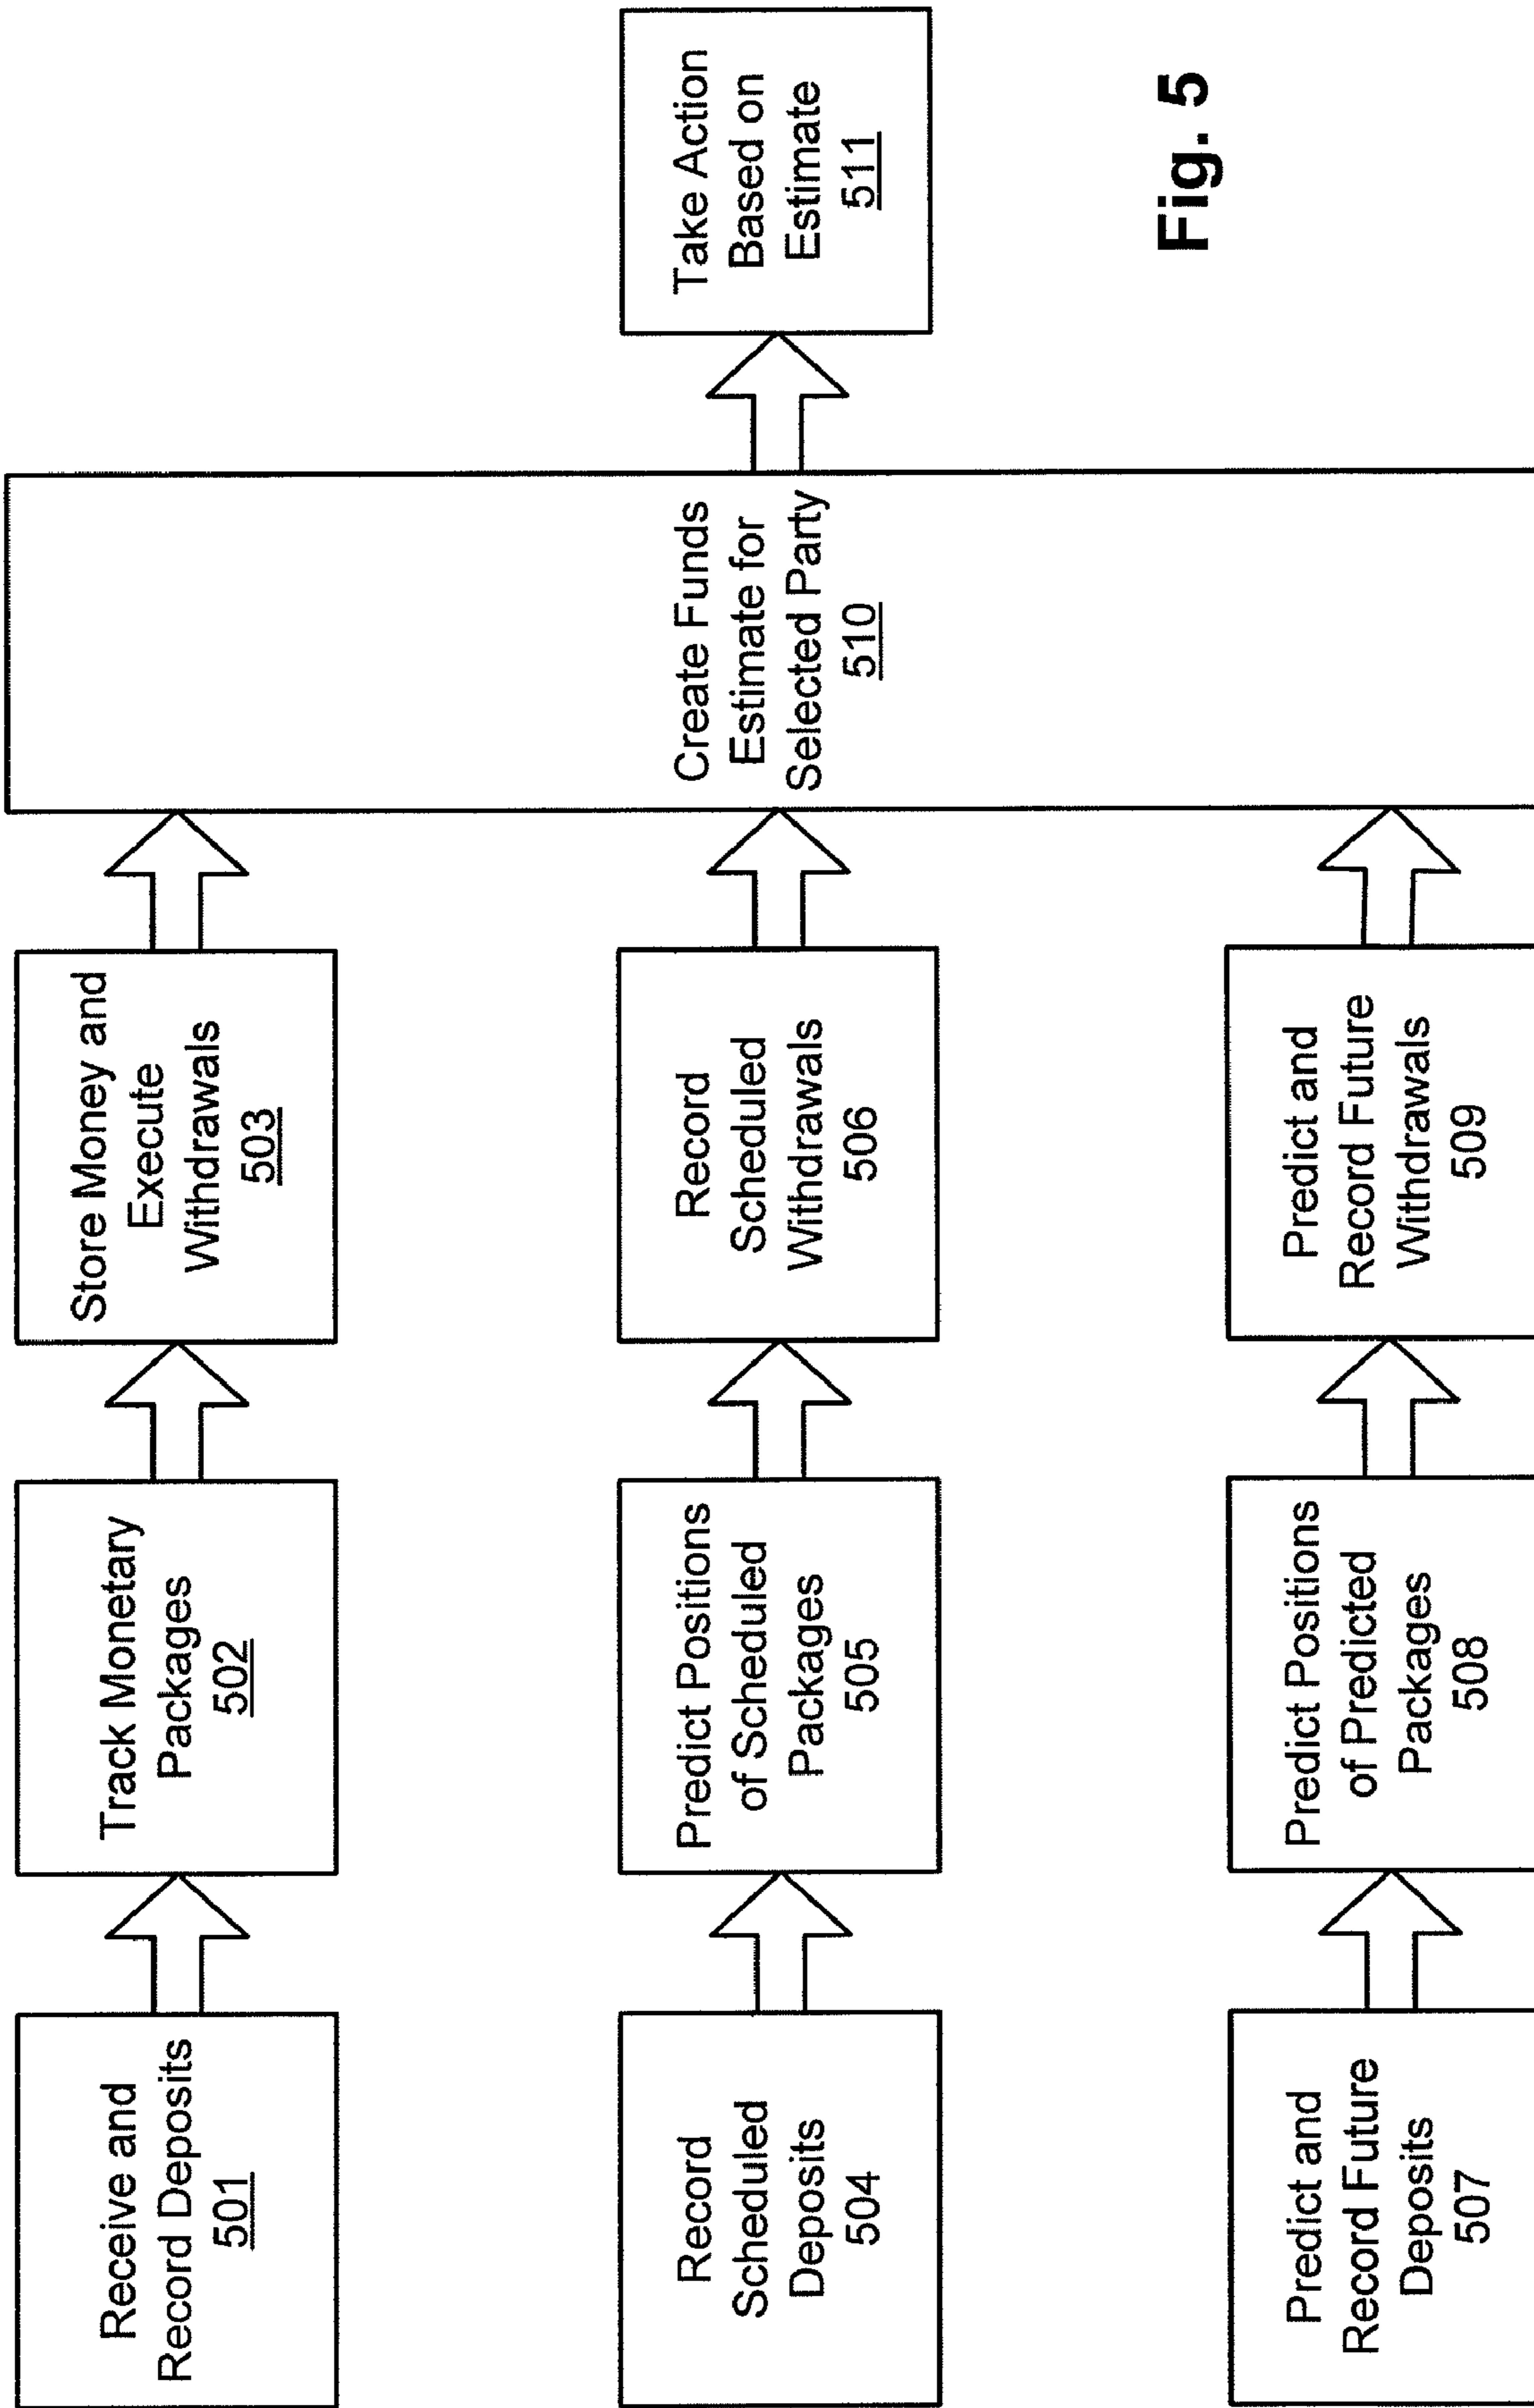 Receive and
Record Deposits
501
Track Monetary
Packages
502
Store Money and
Execute
Withdrawals
503
Record
Scheduled
Deposits
504
Predict Positions
of Scheduled
Packages
505
Record
Scheduled
Withdrawals
506
Predict and
Record Future
Deposits
507
Predict Positions
of Predicted
Packages
508
Predict and
Record Future
Withdrawals
509
Create Funds
Estimate for
Selected Party
510
Take Action
Based on
Estimate
511
Fig. 5